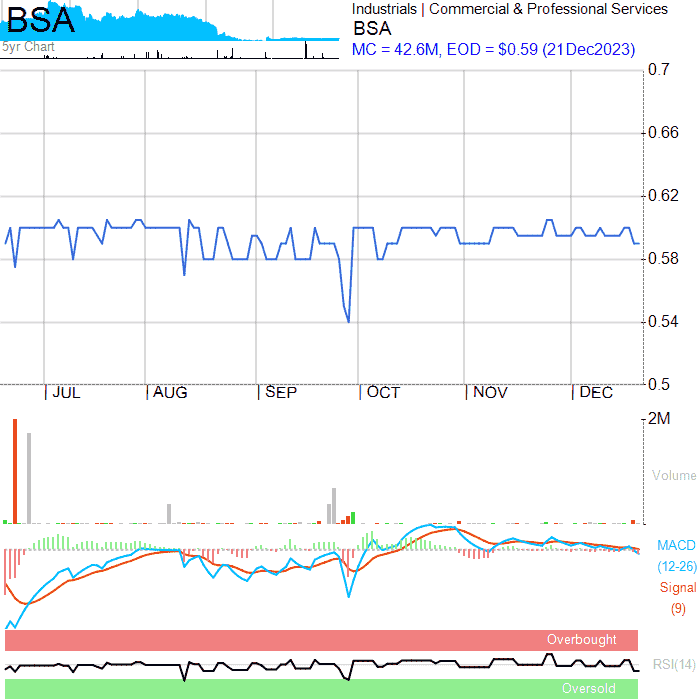 BSA
5yr Chart
Industrials | Commercial & Professional Services
BSA
MC = 42.6M, EOD = $0.59 (21Dec2023)
0.7
0.66
0.62
0.58
0.54
0.5
JUL AUG SEP OCT NOV DEC
2M
Volume
MACD
(12-26)
Signal
(9)
Overbought
RSI(14)
Oversold